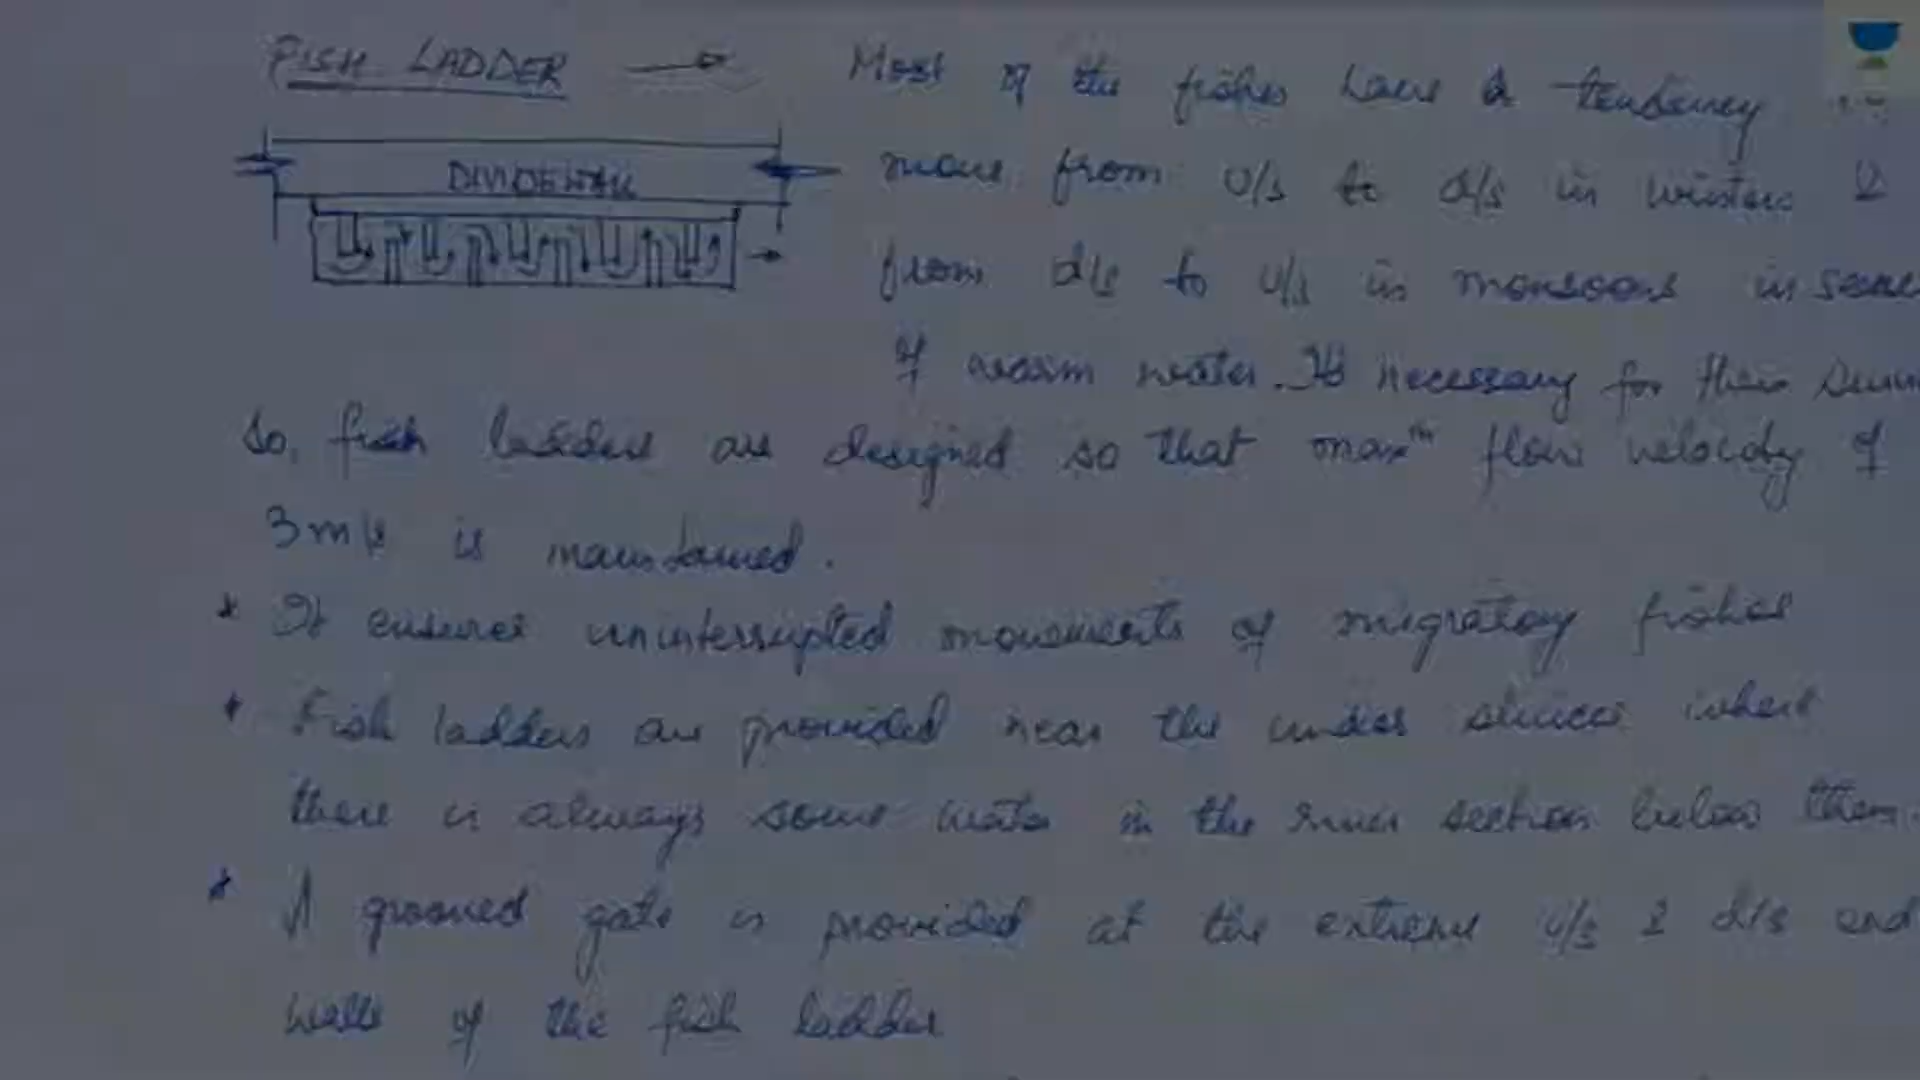 FISH LADDER → Most of the fishes have a tendency to
DIVIDE WALL
move from U/s to d/s in winters &
from d/s to U/s in monsoons in
of warm water. It's necessary for their
So, fish ladders are designed so that maxᵐ flow velocity of
3m/s is maintained.
* It ensures uninterrupted movements of migratory fishes
* Fish ladders are provided near the under sluices where
there is always some water in the river section below them.
* A grooved gate is provided at the extreme U/s & d/s end
walls of the fish ladder